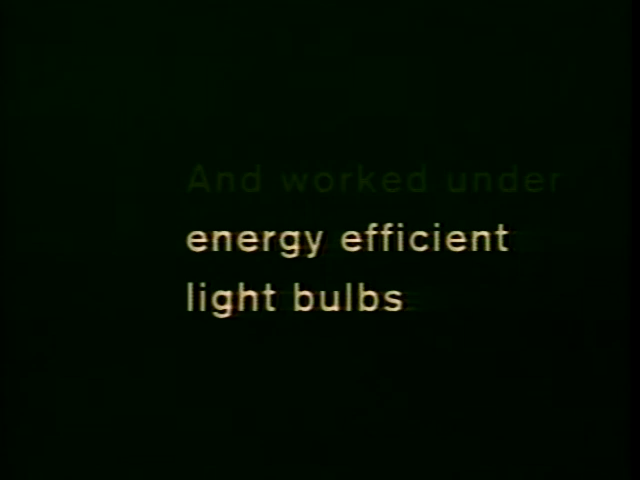 And worked under
energy efficient
light bulbs